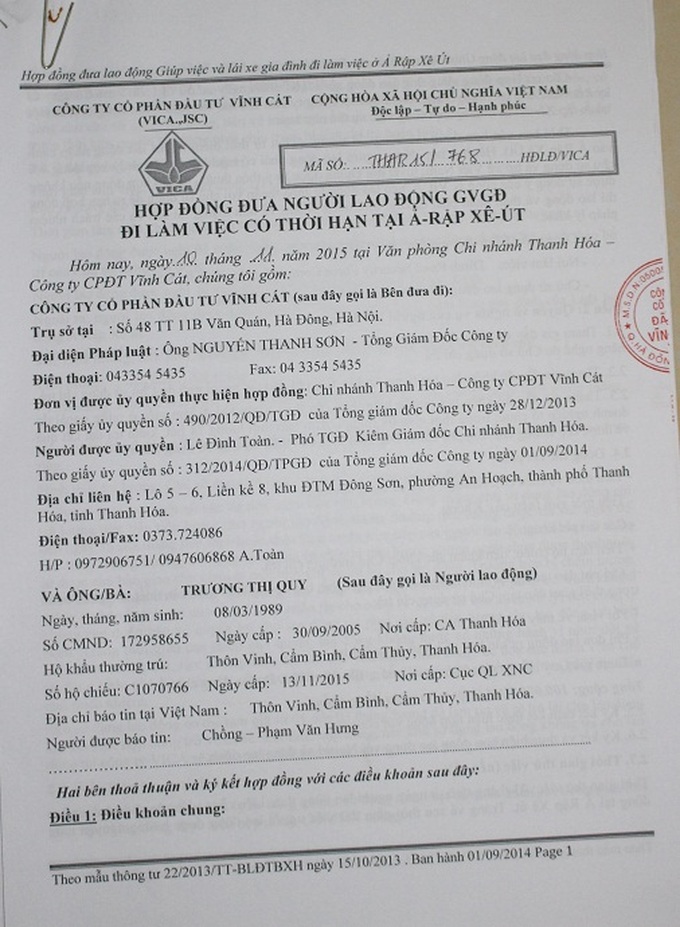 Hợp đồng đưa lao động Giúp việc và lái xe gia đình đi làm việc ở Ả Rập Xê Út
CÔNG TY CỔ PHẦN ĐẦU TƯ VĨNH CÁT
(VICA.,JSC)
CỘNG HÒA XÃ HỘI CHỦ NGHĨA VIỆT NAM
Độc lập – Tự do – Hạnh phúc
VICA
MÃ SỐ: THAR15/ 768 HĐLĐ/VICA
HỢP ĐỒNG ĐƯA NGƯỜI LAO ĐỘNG GVGĐ
ĐI LÀM VIỆC CÓ THỜI HẠN TẠI Ả-RẬP XÊ-ÚT
Hôm nay, ngày 10 tháng 11 năm 2015 tại Văn phòng Chi nhánh Thanh Hóa –
Công ty CPĐT Vĩnh Cát, chúng tôi gồm:
CÔNG TY CỔ PHẦN ĐẦU TƯ VĨNH CÁT (sau đây gọi là Bên đưa đi):
Trụ sở tại : Số 48 TT 11B Văn Quán, Hà Đông, Hà Nội.
Đại diện Pháp luật : Ông NGUYỄN THANH SƠN - Tổng Giám Đốc Công ty
Điện thoại: 043354 5435 Fax: 04 3354 5435
Đơn vị được ủy quyền thực hiện hợp đồng: Chi nhánh Thanh Hóa – Công ty CPĐT Vĩnh Cát
Theo giấy ủy quyền số : 490/2012/QĐ/TGĐ của Tổng giám đốc Công ty ngày 28/12/2013
Người được ủy quyền : Lê Đình Toàn. - Phó TGĐ Kiêm Giám đốc Chi nhánh Thanh Hóa.
Theo giấy ủy quyền số : 312/2014/QĐ/TPGĐ của Tổng giám đốc Công ty ngày 01/09/2014
Địa chỉ liên hệ : Lô 5 – 6, Liền kề 8, khu ĐTM Đông Sơn, phường An Hoạch, thành phố Thanh
Hóa, tỉnh Thanh Hóa.
Điện thoại/Fax: 0373.724086
H/P : 0972906751/ 0947606868 A.Toàn
VÀ ÔNG/BÀ: TRƯƠNG THỊ QUY (Sau đây gọi là Người lao động)
Ngày, tháng, năm sinh: 08/03/1989
Số CMND: 172958655 Ngày cấp : 30/09/2005 Nơi cấp: CA Thanh Hóa
Hộ khẩu thường trú: Thôn Vinh, Cẩm Bình, Cẩm Thủy, Thanh Hóa.
Số hộ chiếu: C1070766 Ngày cấp: 13/11/2015 Nơi cấp: Cục QL XNC
Địa chỉ báo tin tại Việt Nam : Thôn Vinh, Cẩm Bình, Cẩm Thủy, Thanh Hóa.
Người được báo tin: Chồng – Phạm Văn Hưng
Hai bên thoả thuận và ký kết hợp đồng với các điều khoản sau đây:
Điều 1: Điều khoản chung:
Theo mẫu thông tư 22/2013/TT-BLĐTBXH ngày 15/10/2013 . Ban hành 01/09/2014 Page 1